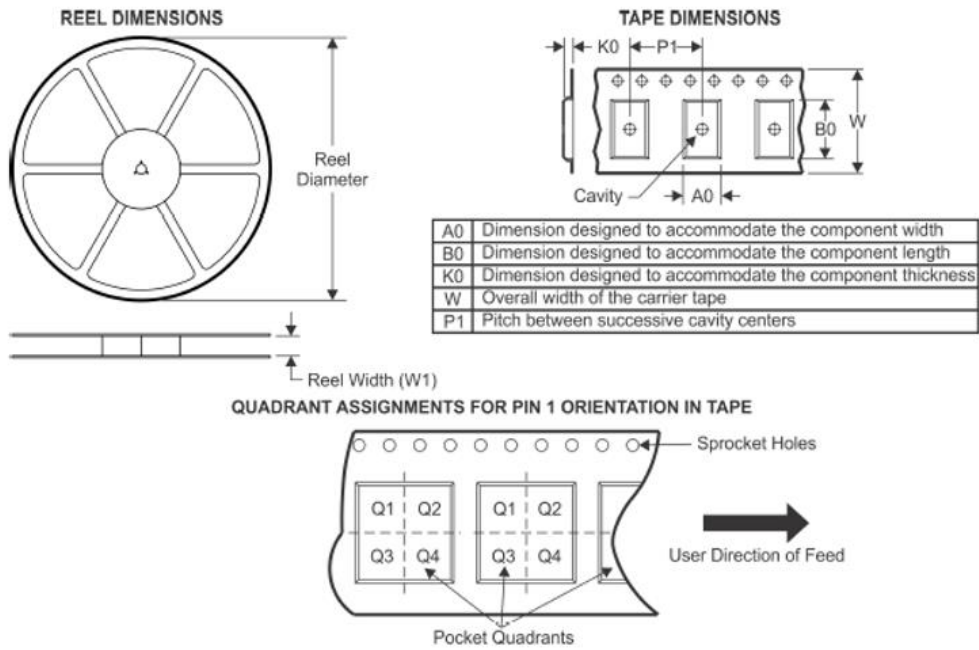 REEL DIMENSIONS
Reel
Diameter
Reel Width (W1)
TAPE DIMENSIONS
K0
P1
B0
W
Cavity
A0
A0 Dimension designed to accommodate the component width
B0 Dimension designed to accommodate the component length
K0 Dimension designed to accommodate the component thickness
W Overall width of the carrier tape
P1 Pitch between successive cavity centers
QUADRANT ASSIGNMENTS FOR PIN 1 ORIENTATION IN TAPE
Sprocket Holes
Q1 Q2 Q1 Q2
Q3 Q4 Q3 Q4
User Direction of Feed
Pocket Quadrants